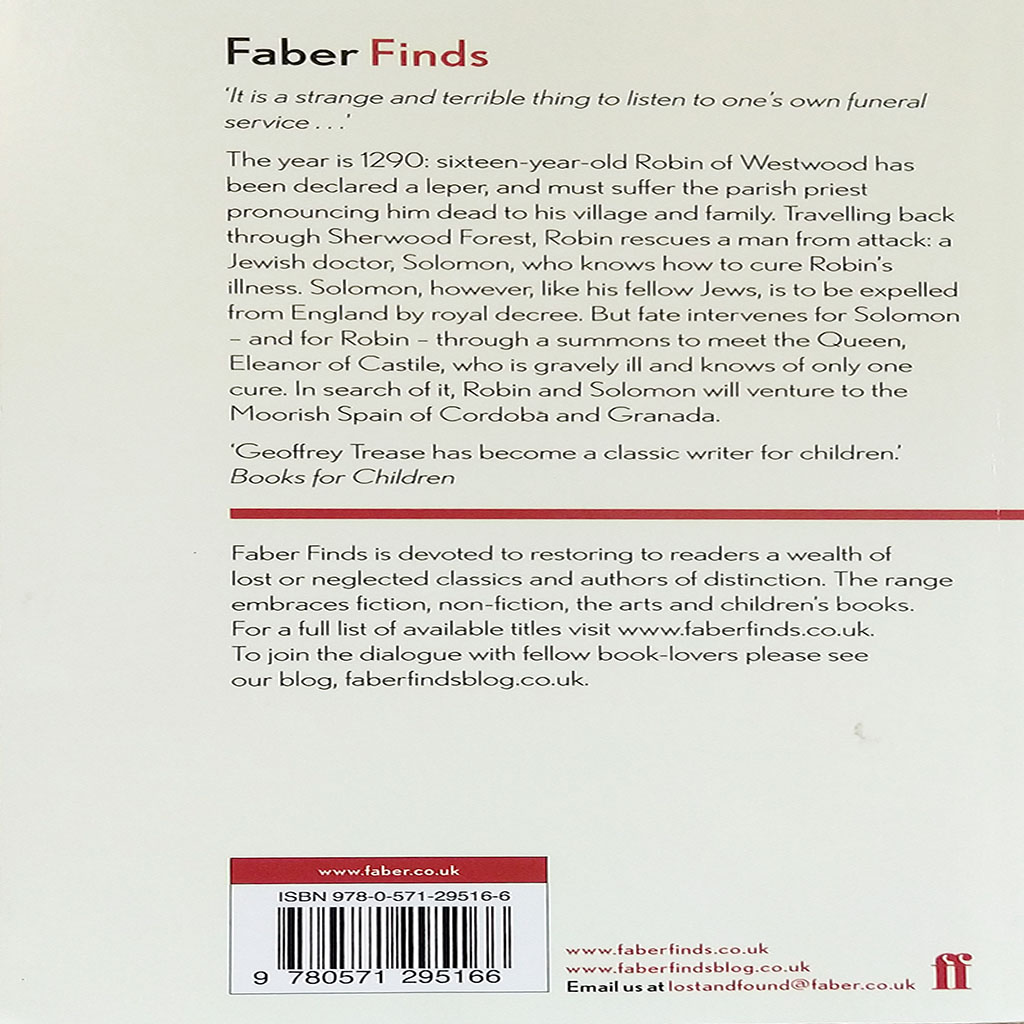 Faber Finds
‘It is a strange and terrible thing to listen to one’s own funeral
service . . .’
The year is 1290: sixteen-year-old Robin of Westwood has
been declared a leper, and must suffer the parish priest
pronouncing him dead to his village and family. Travelling back
through Sherwood Forest, Robin rescues a man from attack: a
Jewish doctor, Solomon, who knows how to cure Robin’s
illness. Solomon, however, like his fellow Jews, is to be expelled
from England by royal decree. But fate intervenes for Solomon
– and for Robin – through a summons to meet the Queen,
Eleanor of Castile, who is gravely ill and knows of only one
cure. In search of it, Robin and Solomon will venture to the
Moorish Spain of Cordoba and Granada.
‘Geoffrey Trease has become a classic writer for children.’
Books for Children
Faber Finds is devoted to restoring to readers a wealth of
lost or neglected classics and authors of distinction. The range
embraces fiction, non-fiction, the arts and children’s books.
For a full list of available titles visit www.faberfinds.co.uk.
To join the dialogue with fellow book-lovers please see
our blog, faberfindsblog.co.uk.
www.faber.co.uk
ISBN 978-0-571-29516-6
9 780571 295166
www.faberfinds.co.uk
www.faberfindsblog.co.uk
Email us at lostandfound@faber.co.uk
ff